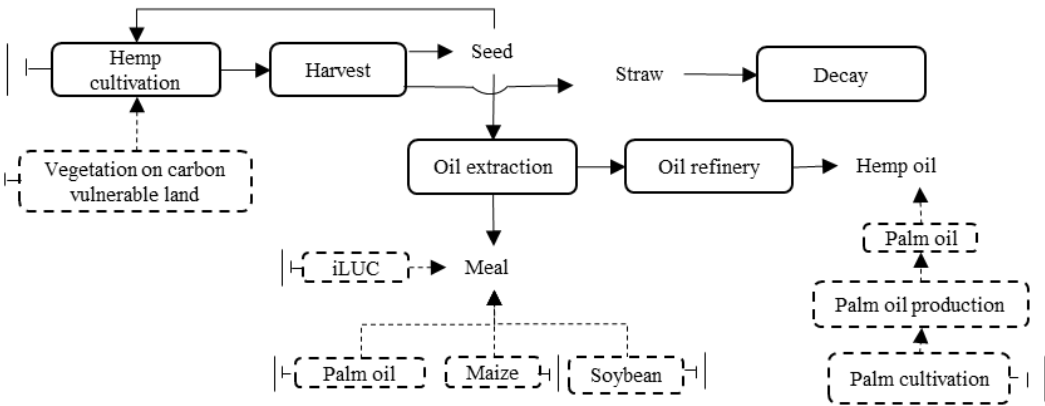 Hemp
cultivation
Harvest
Seed
Straw
Decay
Vegetation on carbon
vulnerable land
Oil extraction
Oil refinery
Hemp oil
Palm oil
iLUC
Meal
Palm oil production
Palm oil
Maize
Soybean
Palm cultivation